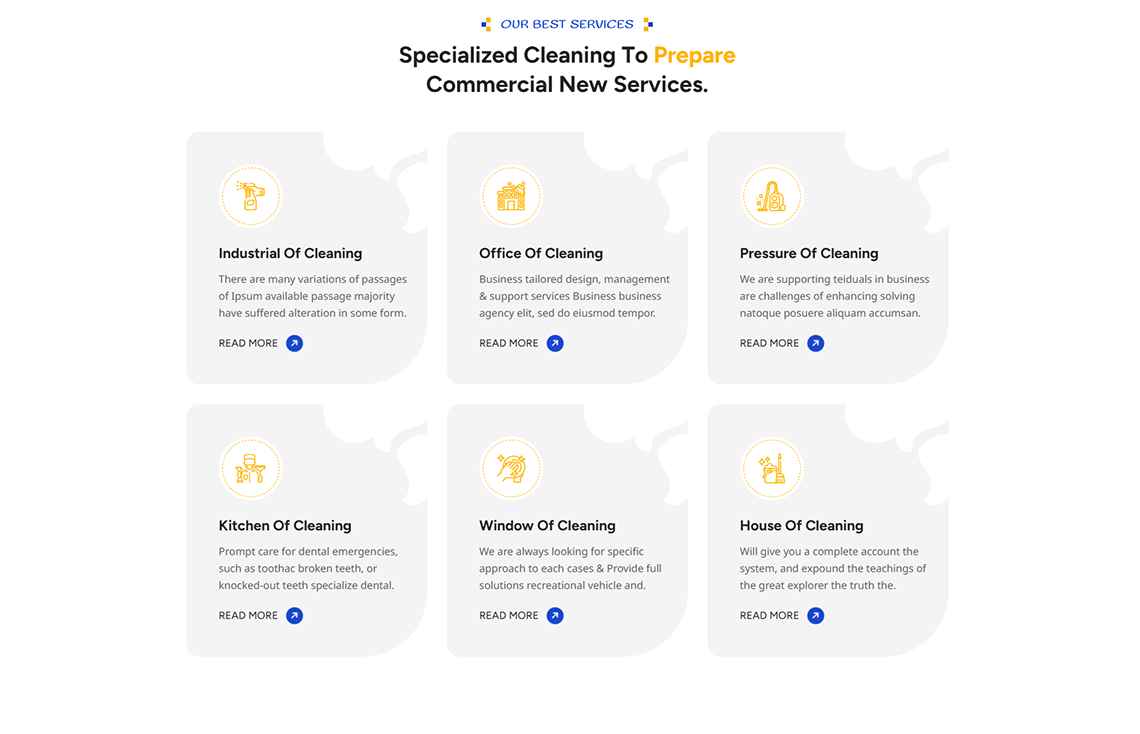 OUR BEST SERVICES
Specialized Cleaning To Prepare
Commercial New Services.
Industrial Of Cleaning
There are many variations of passages
of Ipsum available passage majority
have suffered alteration in some form.
READ MORE
Office Of Cleaning
Business tailored design, management
& support services Business business
agency elit, sed do eiusmod tempor.
READ MORE
Pressure Of Cleaning
We are supporting teiduals in business
are challenges of enhancing solving
natoque posuere aliquam accumsan.
READ MORE
Kitchen Of Cleaning
Prompt care for dental emergencies,
such as toothac broken teeth, or
knocked-out teeth specialize dental.
READ MORE
Window Of Cleaning
We are always looking for specific
approach to each cases & Provide full
solutions recreational vehicle and.
READ MORE
House Of Cleaning
Will give you a complete account the
system, and expound the teachings of
the great explorer the truth the.
READ MORE